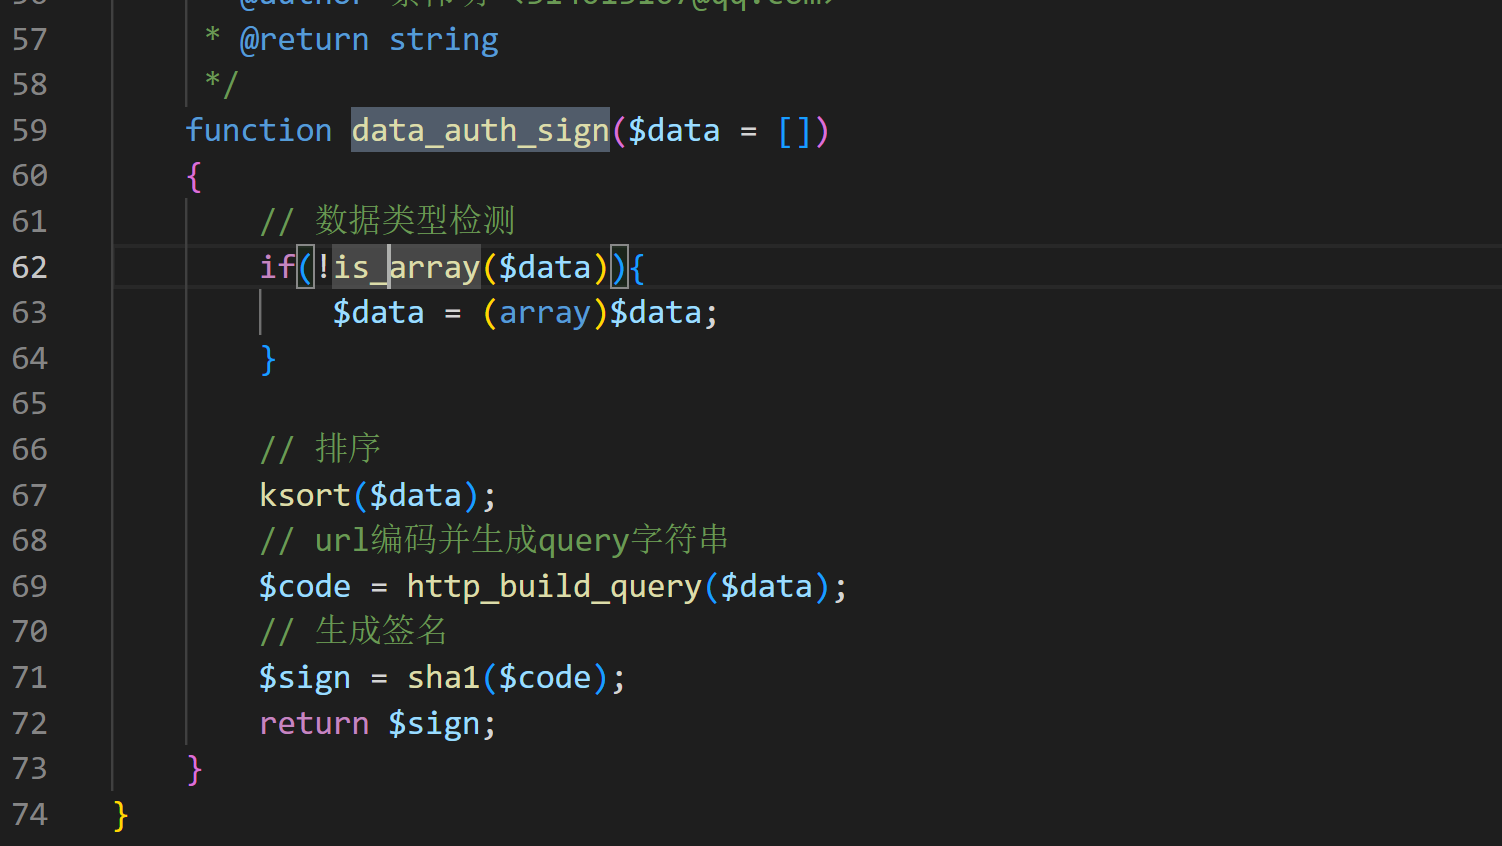 57 * @return string
58 */
59 function data_auth_sign($data = [])
60 {
61 // 数据类型检测
62 if(!is_array($data)){
63 $data = (array)$data;
64 }
65
66 // 排序
67 ksort($data);
68 // url编码并生成query字符串
69 $code = http_build_query($data);
70 // 生成签名
71 $sign = sha1($code);
72 return $sign;
73 }
74 }